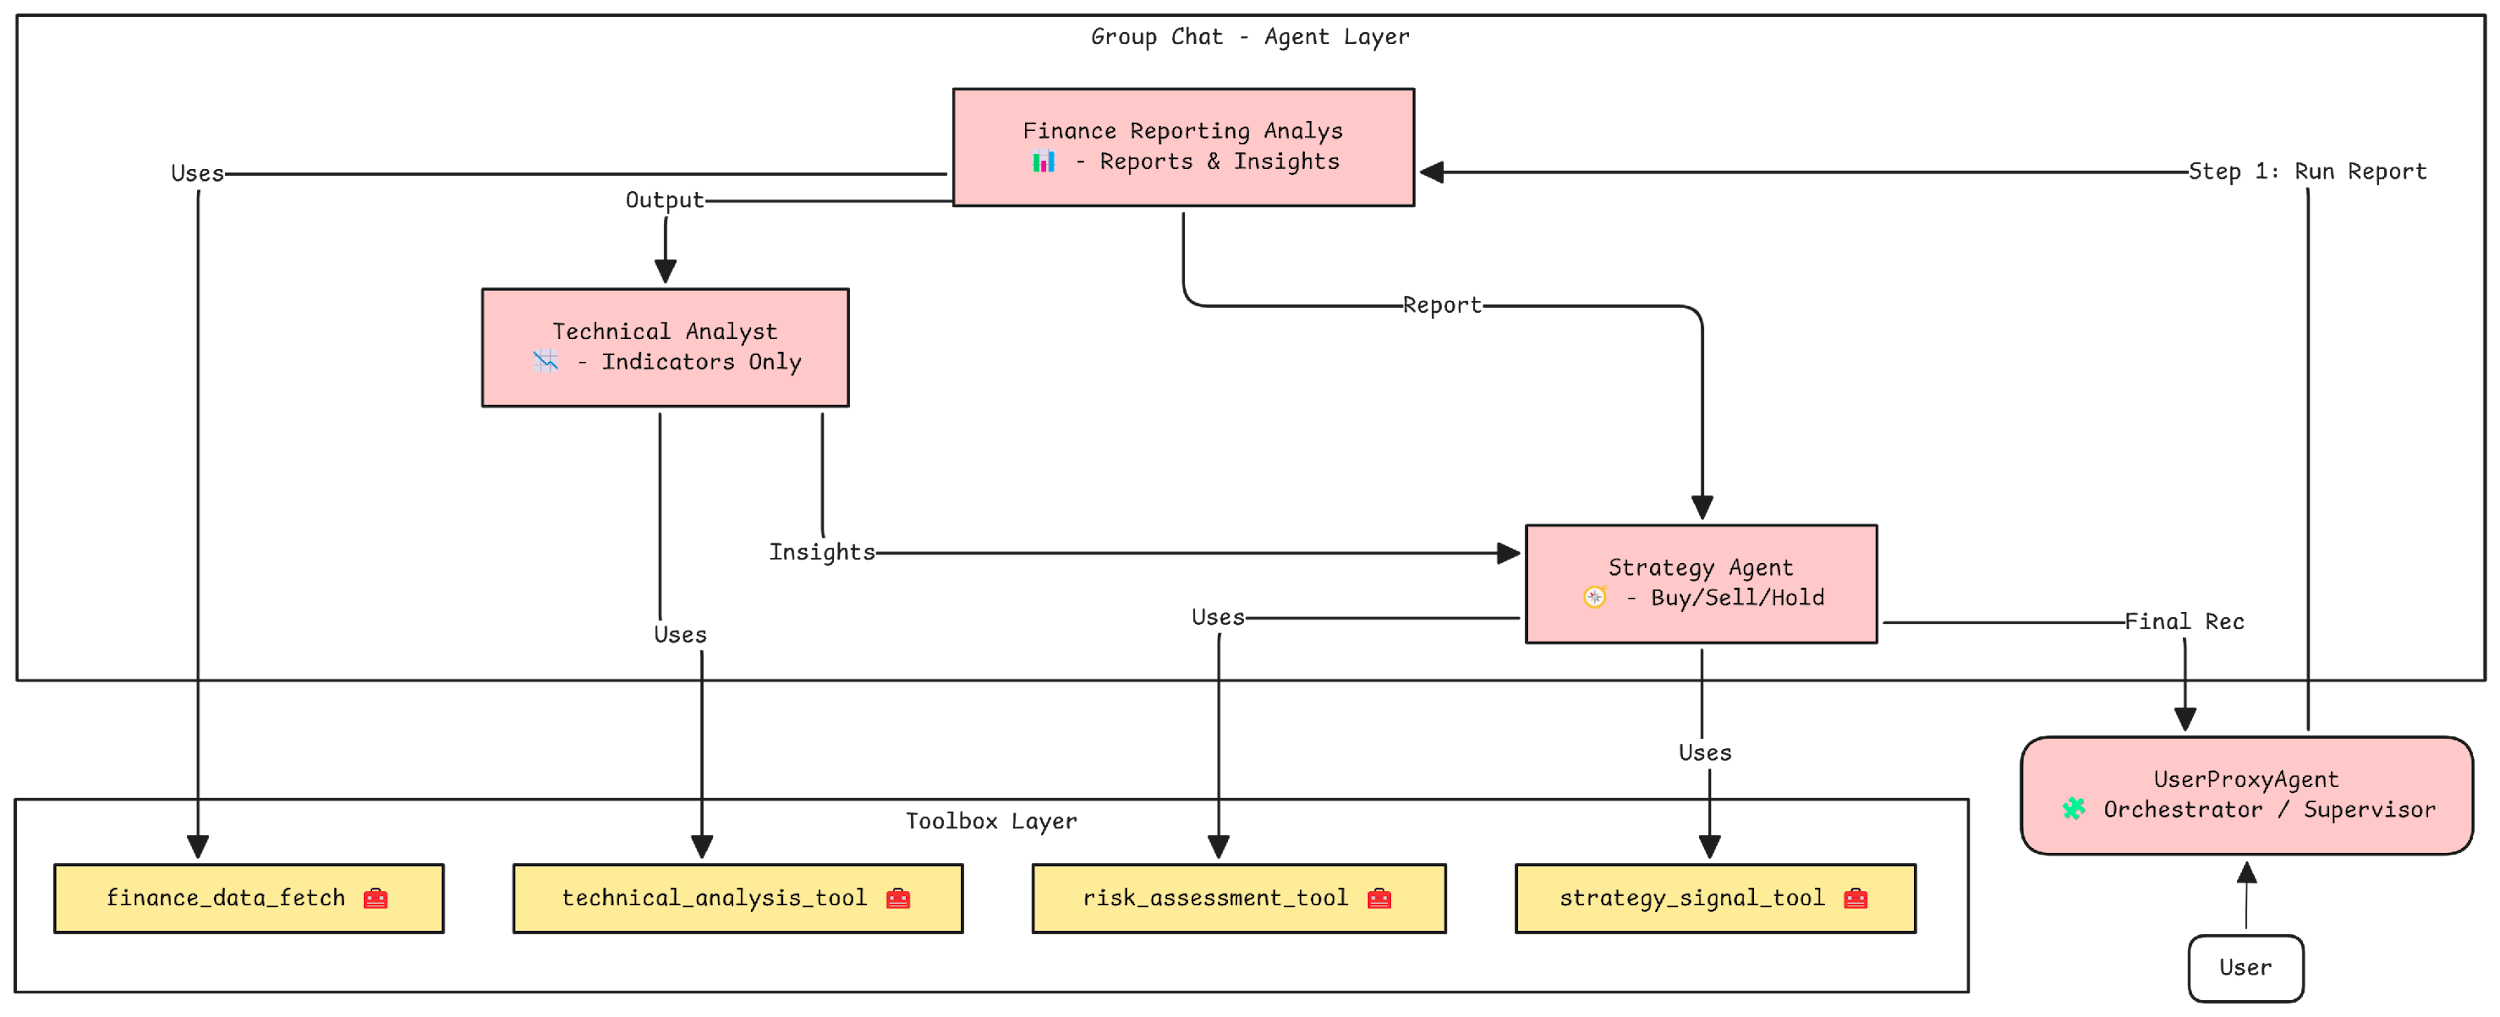 Group Chat - Agent Layer
Finance Reporting Analys
📊 - Reports & Insights
Uses
Step 1: Run Report
Output
Report
Technical Analyst
📉 - Indicators Only
Insights
Strategy Agent
🧭 - Buy/Sell/Hold
Uses
Final Rec
Uses
Uses
UserProxyAgent
🧩 Orchestrator / Supervisor
Toolbox Layer
finance_data_fetch 🧰
technical_analysis_tool 🧰
risk_assessment_tool 🧰
strategy_signal_tool 🧰
User